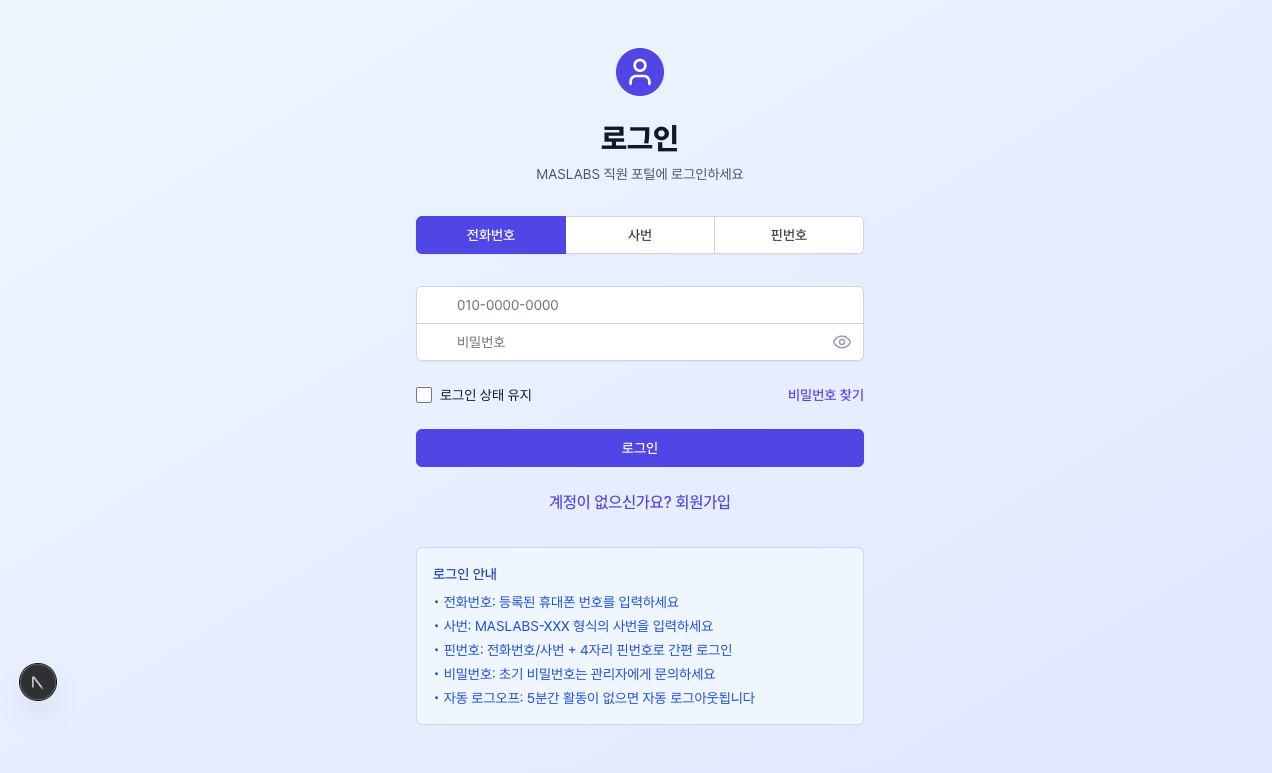 로그인
MASLABS 직원 포털에 로그인하세요
전화번호 사번 핀번호
010-0000-0000
비밀번호
로그인 상태 유지 비밀번호 찾기
로그인
계정이 없으신가요? 회원가입
로그인 안내
• 전화번호: 등록된 휴대폰 번호를 입력하세요
• 사번: MASLABS-XXX 형식의 사번을 입력하세요
• 핀번호: 전화번호/사번 + 4자리 핀번호로 간편 로그인
• 비밀번호: 초기 비밀번호는 관리자에게 문의하세요
• 자동 로그오프: 5분간 활동이 없으면 자동 로그아웃됩니다